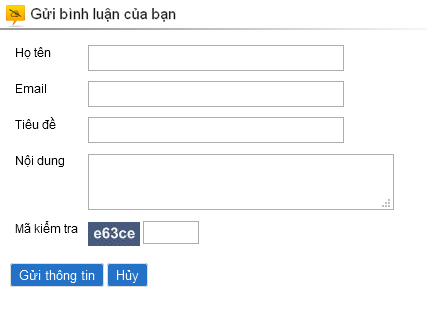 Gửi bình luận của bạn
Họ tên
Email
Tiêu đề
Nội dung
Mã kiểm tra e63ce
Gửi thông tin Hủy